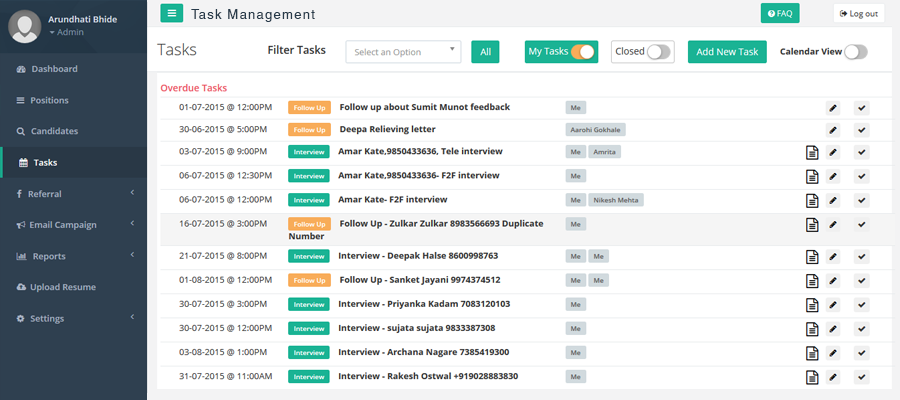 Arundhati Bhide
Admin
Dashboard
Positions
Candidates
Tasks
Referral
Email Campaign
Reports
Upload Resume
Settings
Task Management
FAQ
Log out
Tasks
Filter Tasks
Select an Option
All
My Tasks
Closed
Add New Task
Calendar View
Overdue Tasks
01-07-2015 @ 12:00PM Follow Up Follow up about Sumit Munot feedback Me
30-06-2015 @ 5:00PM Follow Up Deepa Relieving letter Aarohi Gokhale
03-07-2015 @ 9:00PM Interview Amar Kate,9850433636, Tele interview Me Amrita
06-07-2015 @ 12:30PM Interview Amar Kate,9850433636- F2F interview Me
06-07-2015 @ 12:00PM Interview Amar Kate- F2F interview Me Nikesh Mehta
16-07-2015 @ 3:00PM Follow Up Follow Up - Zulkar Zulkar 8983566693 Duplicate Me
Number
21-07-2015 @ 8:00PM Interview Interview - Deepak Halse 8600998763 Me Me
01-08-2015 @ 12:00PM Follow Up Follow Up - Sanket Jayani 9974374512 Me Me
30-07-2015 @ 3:00PM Interview Interview - Priyanka Kadam 7083120103 Me
30-07-2015 @ 12:00PM Interview Interview - sujata sujata 9833387308 Me
03-08-2015 @ 1:00PM Interview Interview - Archana Nagare 7385419300 Me
31-07-2015 @ 11:00AM Interview Interview - Rakesh Ostwal +919028883830 Me